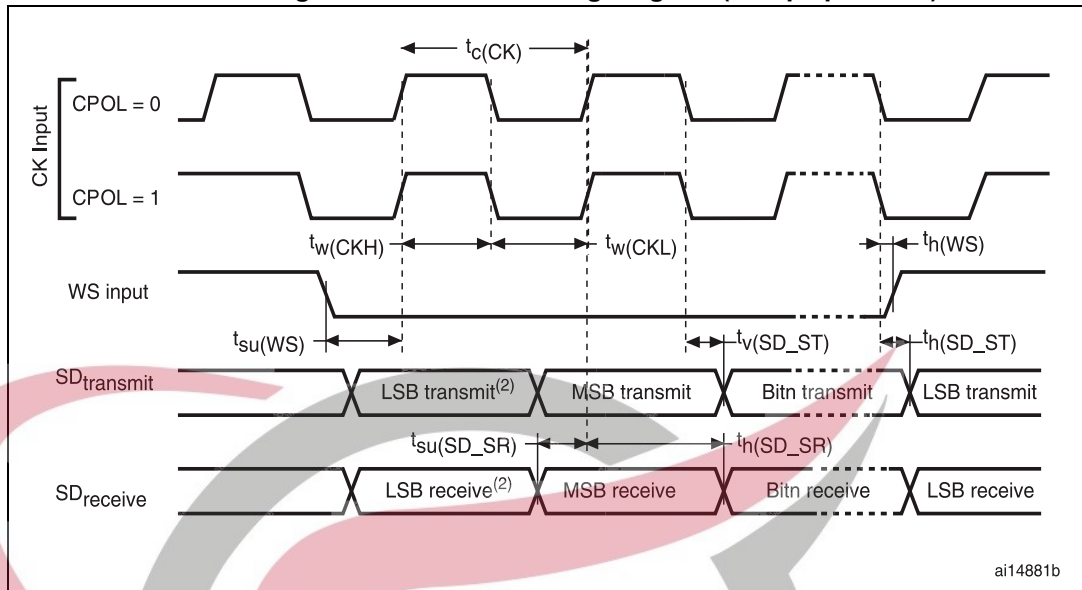 tc(CK)
CK Input
CPOL = 0
CPOL = 1
tw(CKH)
tw(CKL)
th(WS)
WS input
tsu(WS)
tv(SD_ST)
th(SD_ST)
SDtransmit
LSB transmit(2)
MSB transmit
Bitn transmit
LSB transmit
tsu(SD_SR)
th(SD_SR)
SDreceive
LSB receive(2)
MSB receive
Bitn receive
LSB receive
ai14881b